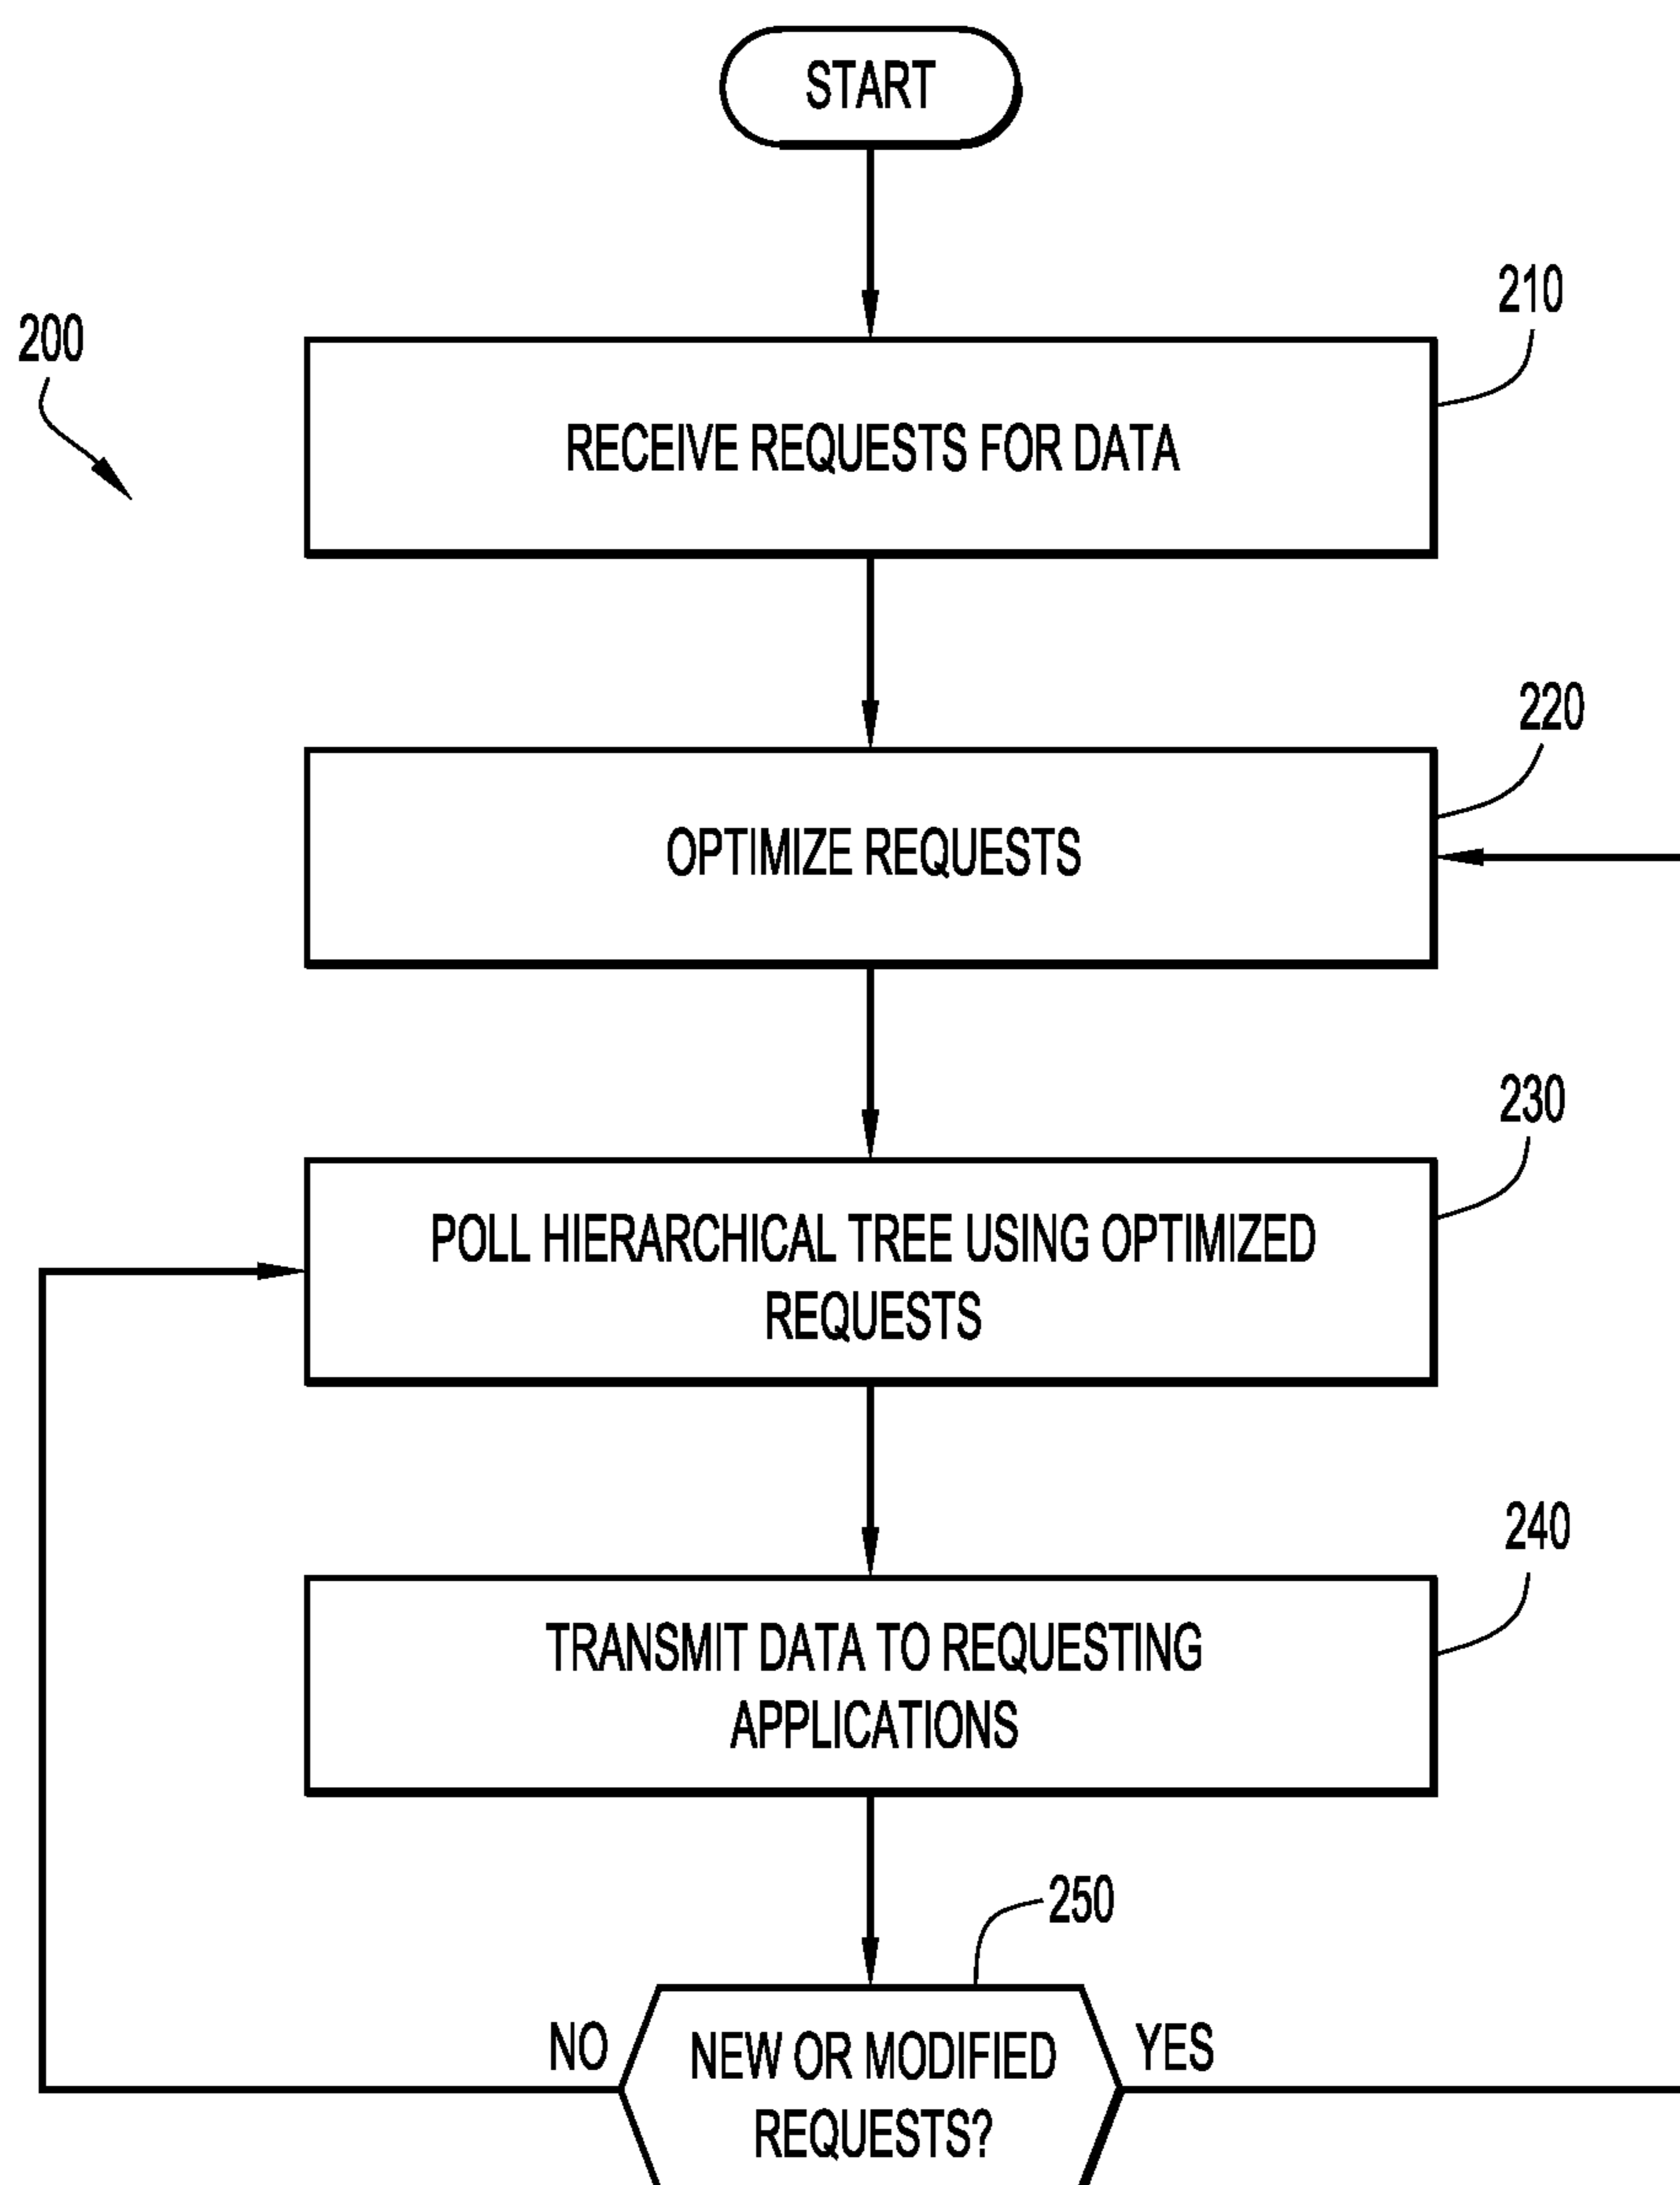 START
210
200
RECEIVE REQUESTS FOR DATA
220
OPTIMIZE REQUESTS
230
POLL HIERARCHICAL TREE USING OPTIMIZED
REQUESTS
240
TRANSMIT DATA TO REQUESTING
APPLICATIONS
250
NO
NEW OR MODIFIED
REQUESTS?
YES